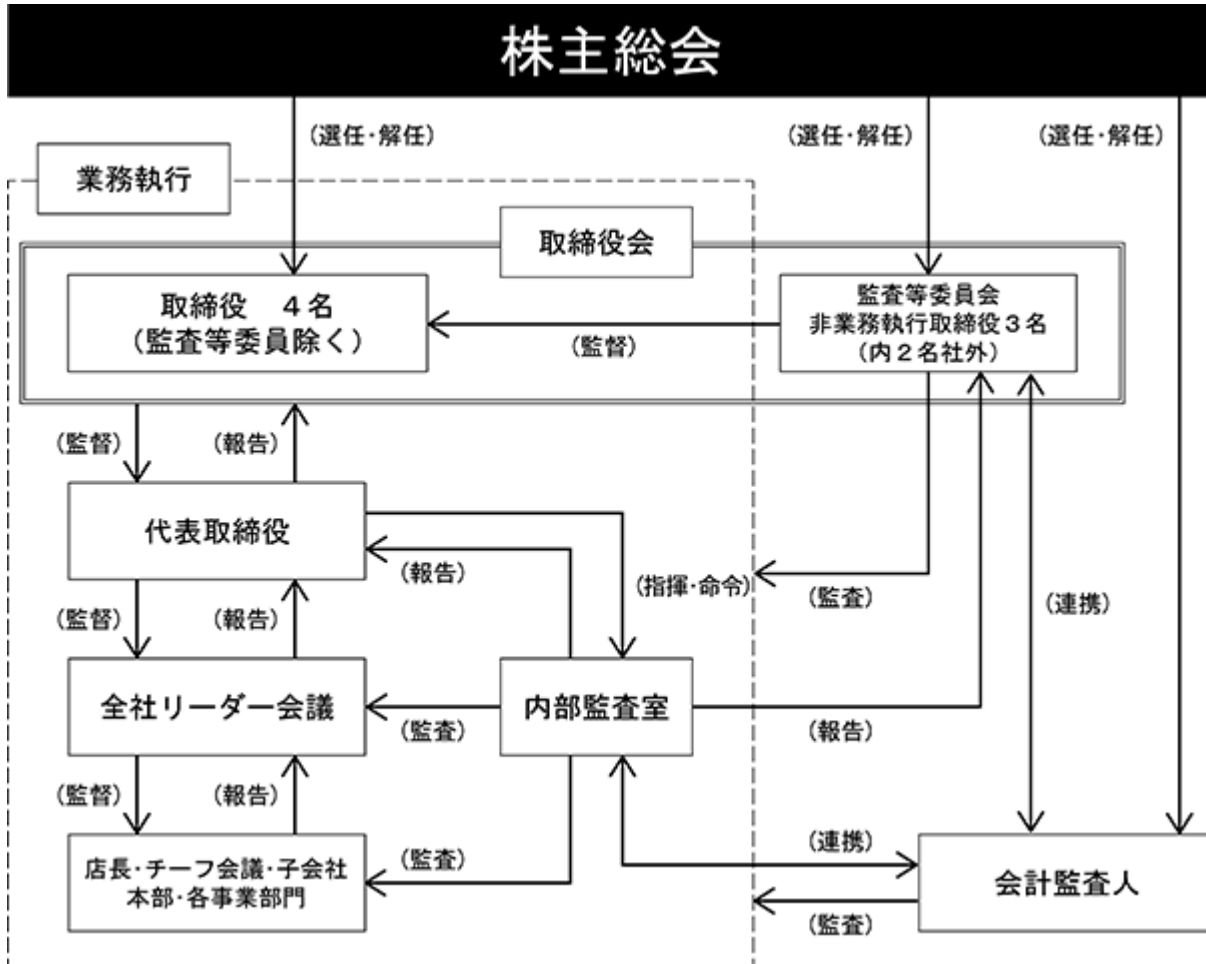 株主総会
(選任・解任)
(選任・解任)
(選任・解任)
業務執行
取締役会
取締役 4名
(監査等委員除く)
監査等委員会
非業務執行取締役3名
(内2名社外)
(監督)
(監督)
(報告)
代表取締役
(報告)
(指揮・命令)
(監査)
(連携)
(監督)
(報告)
全社リーダー会議
(監査)
内部監査室
(報告)
(監督)
(報告)
店長・チーフ会議・子会社
本部・各事業部門
(監査)
(連携)
(監査)
会計監査人